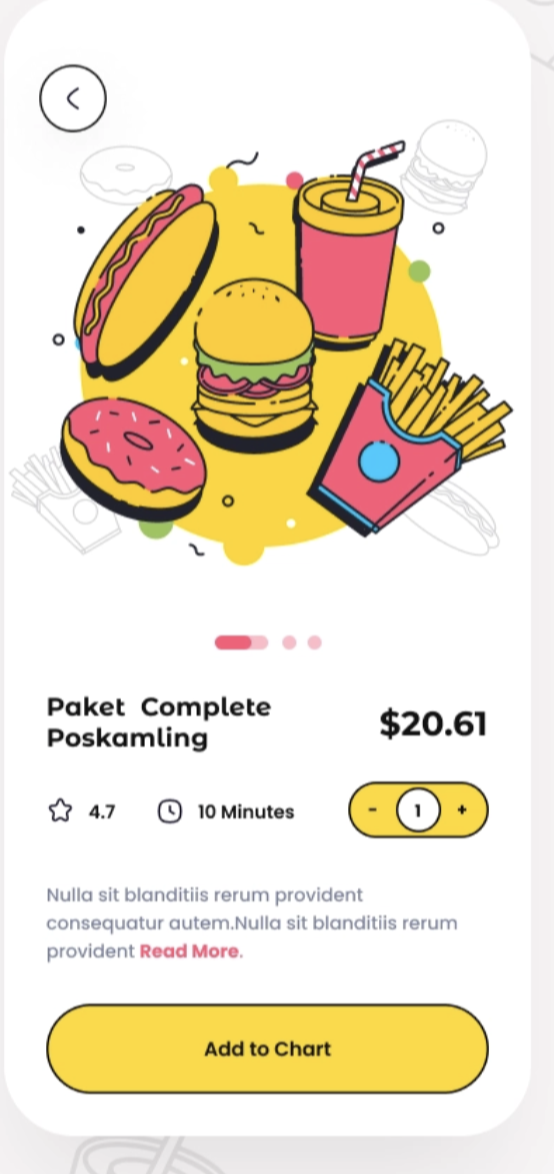 Paket Complete
Poskamling
$20.61
4.7
10 Minutes
- 1 +
Nulla sit blanditiis rerum provident
consequatur autem.Nulla sit blanditiis rerum
provident Read More.
Add to Chart